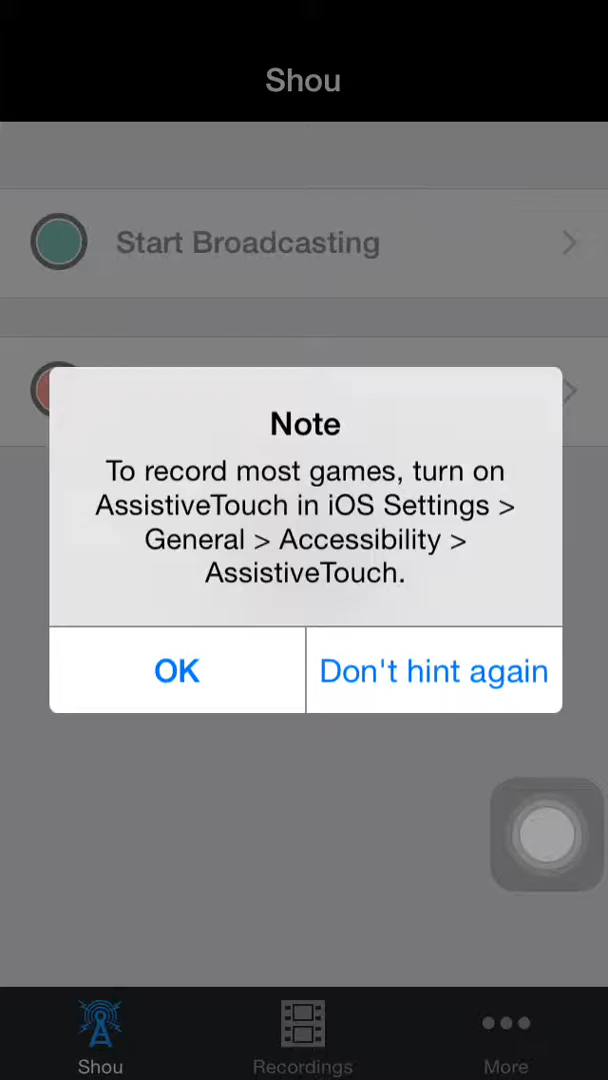 Shou
Start Broadcasting
Note
To record most games, turn on
AssistiveTouch in iOS Settings >
General > Accessibility >
AssistiveTouch.
OK
Don't hint again
Shou
Recordings
More